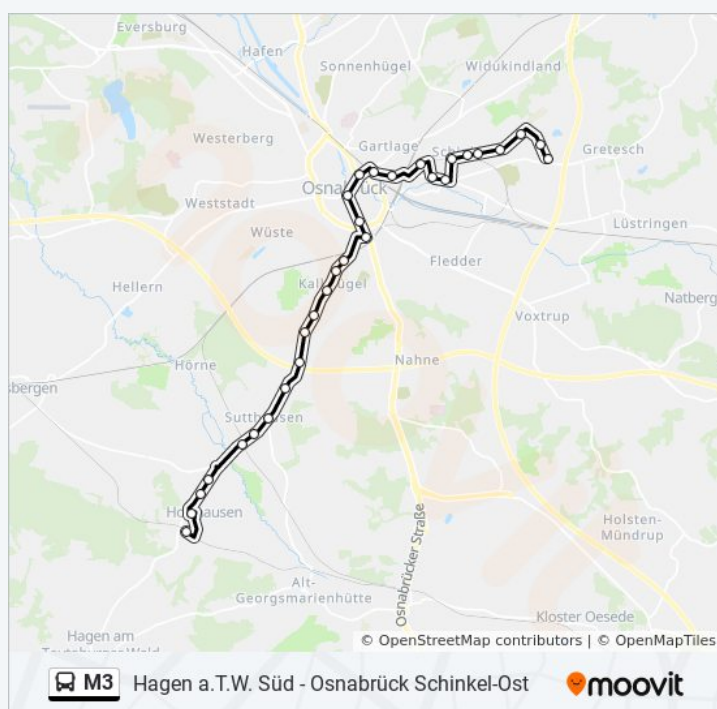 Eversburg
Hafen
Sonnenhügel
Widukindland
Westerberg
Gartlage
Gretesch
Osnabrück
Weststadt
Wüste
Lüstringen
Fledder
Hellern
Natberg
Voxtrup
Hörne
Nahne
sbergen
Sutthausen
Holzhausen
Osnabrücker Straße
Holsten-
Mündrup
Alt-
Georgsmarienhütte
Kloster Oesede
Hagen am
© OpenStreetMap contributors | © OpenMapTiles
M3 Hagen a.T.W. Süd - Osnabrück Schinkel-Ost moovit